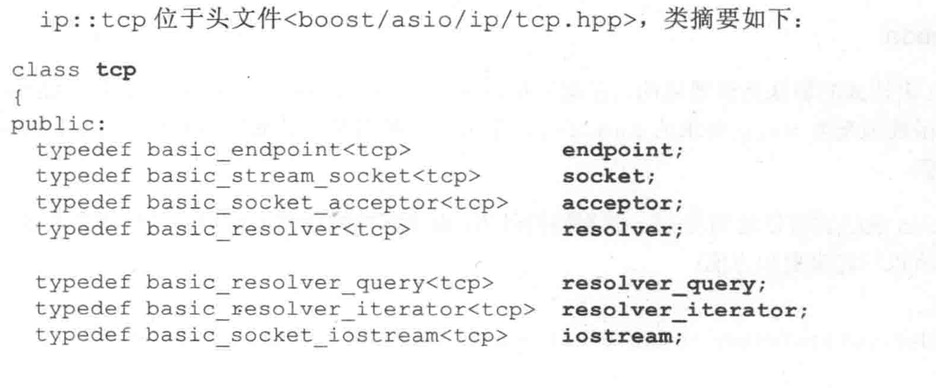 ip::tcp 位于头文件<boost/asio/ip/tcp.hpp>，类摘要如下：
class tcp
{
public:
typedef basic_endpoint<tcp> endpoint;
typedef basic_stream_socket<tcp> socket;
typedef basic_socket_acceptor<tcp> acceptor;
typedef basic_resolver<tcp> resolver;
typedef basic_resolver_query<tcp> resolver_query;
typedef basic_resolver_iterator<tcp> resolver_iterator;
typedef basic_socket_iostream<tcp> iostream;